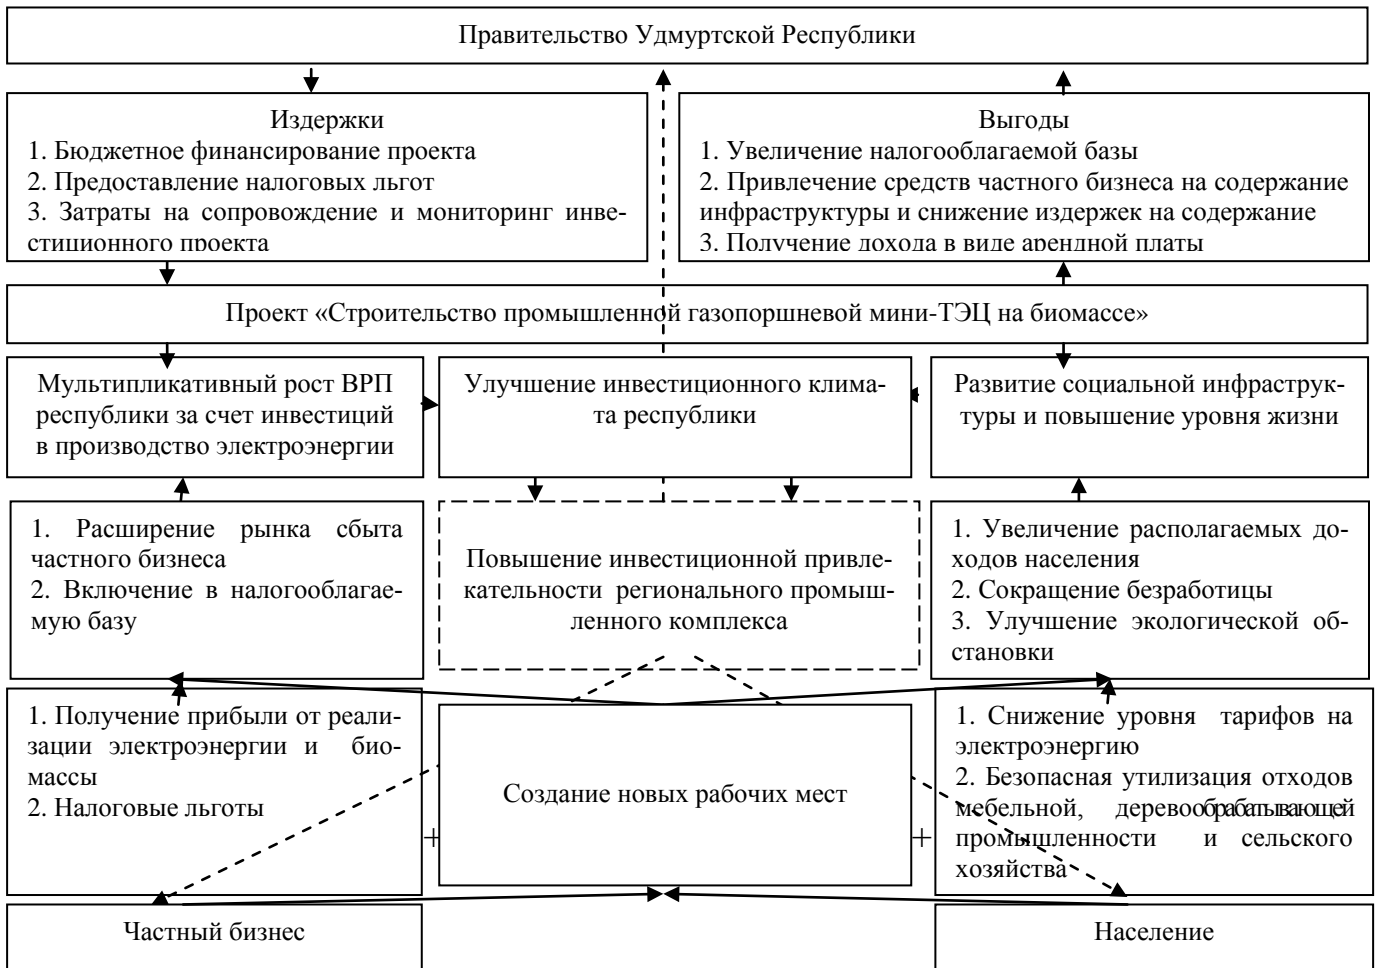 Правительство Удмуртской Республики
Издержки
1. Бюджетное финансирование проекта
2. Предоставление налоговых льгот
3. Затраты на сопровождение и мониторинг инве-
стиционного проекта
Выгоды
1. Увеличение налогооблагаемой базы
2. Привлечение средств частного бизнеса на содержание
инфраструктуры и снижение издержек на содержание
3. Получение дохода в виде арендной платы
Проект «Строительство промышленной газопоршневой мини-ТЭЦ на биомассе»
Мультипликативный рост ВРП
республики за счет инвестиций
в производство электроэнергии
Улучшение инвестиционного клима-
та республики
Развитие социальной инфраструк-
туры и повышение уровня жизни
1. Расширение рынка сбыта
частного бизнеса
2. Включение в налогооблагае-
мую базу
Повышение инвестиционной привле-
кательности регионального промыш-
ленного комплекса
1. Увеличение располагаемых до-
ходов населения
2. Сокращение безработицы
3. Улучшение экологической об-
становки
1. Получение прибыли от реали-
зации электроэнергии и био-
массы
2. Налоговые льготы
+
Создание новых рабочих мест
+
1. Снижение уровня тарифов на
электроэнергию
2. Безопасная утилизация отходов
мебельной, деревообрабатывающей
промышленности и сельского
хозяйства
Частный бизнес
Население